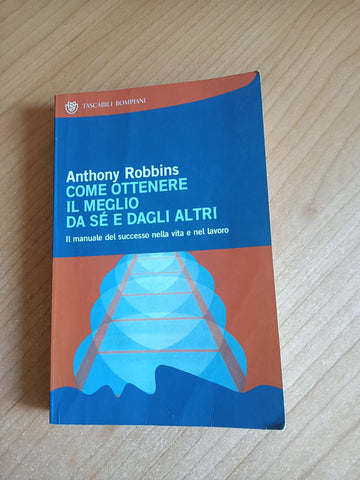 TASCABILI BOMPIANI
Anthony Robbins
COME OTTENERE
IL MEGLIO
DA SÉ E DAGLI ALTRI
Il manuale del successo nella vita e nel lavoro